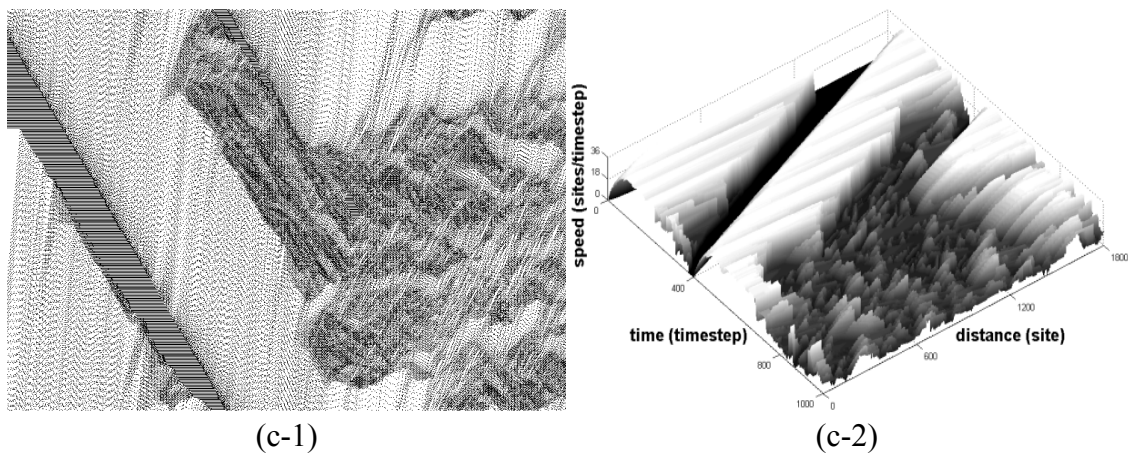 speed (sites/timestep)
36
18
0
0
400
800
1000
time (timestep)
0
600
1200
1800
distance (site)
(c-1)
(c-2)